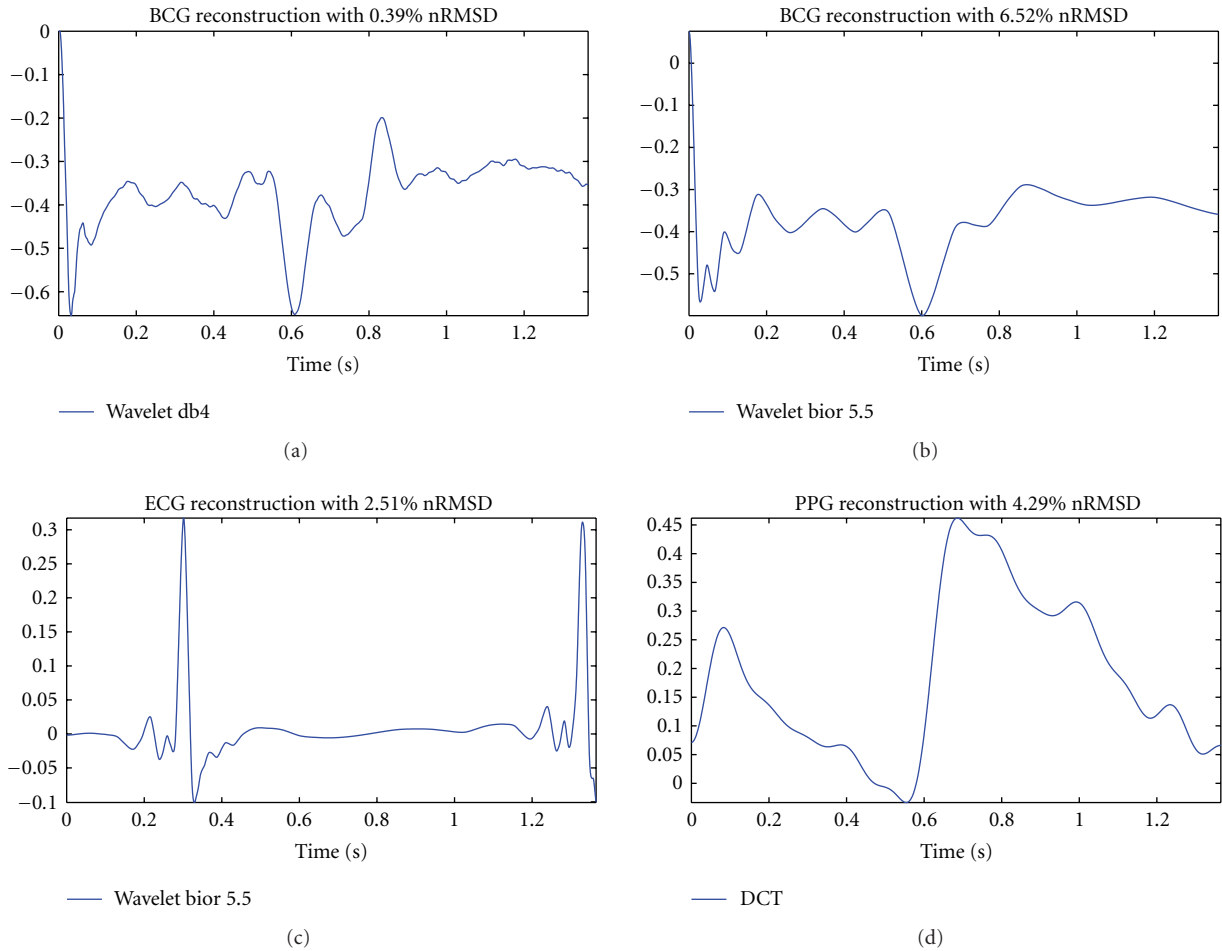 BCG reconstruction with 0.39% nRMSD
0
−0.1
−0.2
−0.3
−0.4
−0.5
−0.6
0 0.2 0.4 0.6 0.8 1 1.2
Time (s)
Wavelet db4
(a)
BCG reconstruction with 6.52% nRMSD
0
−0.1
−0.2
−0.3
−0.4
−0.5
0 0.2 0.4 0.6 0.8 1 1.2
Time (s)
Wavelet bior 5.5
(b)
ECG reconstruction with 2.51% nRMSD
0.3
0.25
0.2
0.15
0.1
0.05
0
−0.05
−0.1
0 0.2 0.4 0.6 0.8 1 1.2
Time (s)
Wavelet bior 5.5
(c)
PPG reconstruction with 4.29% nRMSD
0.45
0.4
0.35
0.3
0.25
0.2
0.15
0.1
0.05
0
0 0.2 0.4 0.6 0.8 1 1.2
Time (s)
DCT
(d)